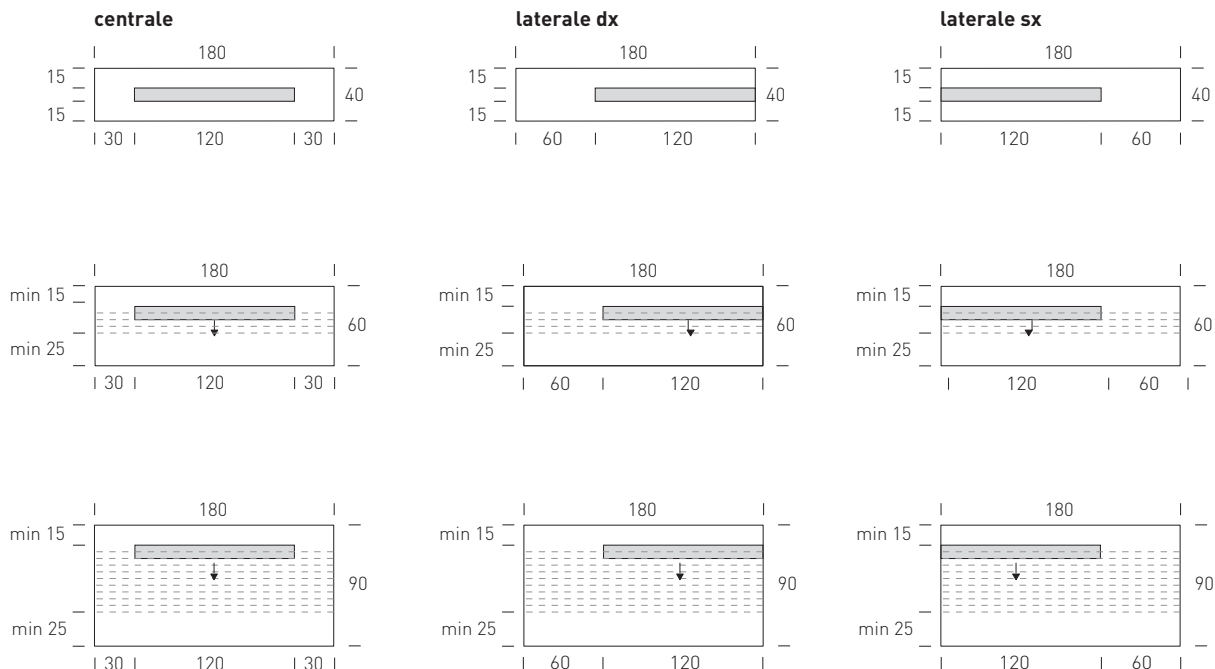 centrale laterale dx laterale sx
180 180 180
15 15 15
40 40 40
15 15 15
30 120 30 60 120 120 60
180 180 180
min 15 min 15 min 15
60 60 60
min 25 min 25 min 25
30 120 30 60 120 120 60
180 180 180
min 15 min 15 min 15
90 90 90
min 25 min 25 min 25
30 120 30 60 120 120 60